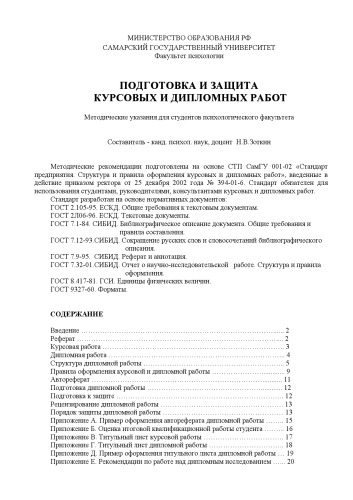 МИНИСТЕРСТВО ОБРАЗОВАНИЯ РФ
САМАРСКИЙ ГОСУДАРСТВЕННЫЙ УНИВЕРСИТЕТ
Факультет психологии
ПОДГОТОВКА И ЗАЩИТА
КУРСОВЫХ И ДИПЛОМНЫХ РАБОТ
Методические указания для студентов психологического факультета
Составитель - канд. психол. наук, доцент Н.В.Зоткин
Методические рекомендации подготовлены на основе СТП СамГУ 001-02 «Стандарт
предприятия. Структура и правила оформления курсовых и дипломных работ», введенные в
действие приказом ректора от 25 декабря 2002 года № 394-01-6. Стандарт обязателен для
использования студентами, руководителями, консультантами курсовых и дипломных работ.
Стандарт разработан на основе нормативных документов:
ГОСТ 2.105-95. ЕСКД. Общие требования к текстовым документам.
ГОСТ 2.Л06-96. ЕСКД. Текстовые документы.
ГОСТ 7.1-84. СИБИД. Библиографическое описание документа. Общие требования и
правила составления.
ГОСТ 7.12-93.СИБИД. Сокращение русских слов и словосочетаний библиографического
описания.
ГОСТ 7.9-95. СИБИД. Реферат и аннотация.
ГОСТ 7.32-01.СИБИД. Отчет о научно-исследовательской работе. Структура и правила
оформления.
ГОСТ 8.417-81. ГСИ. Единицы физических величин.
ГОСТ 9327-60. Форматы.
СОДЕРЖАНИЕ
Введение ................ 2
Реферат ................ 2
Курсовая работа ................ 3
Дипломная работа ................ 4
Структура дипломной работы ................ 5
Правила оформления курсовой и дипломной работы ................ 9
Автореферат ................ 11
Подготовка дипломной работы ................ 12
Подготовка к защите ................ 12
Рецензирование дипломной работы ................ 13
Порядок защиты дипломной работы ................ 13
Приложение А. Пример оформления автореферата дипломной работы ....... 15
Приложение Б. Оценка итоговой квалификационной работы студента ....... 16
Приложение В. Титульный лист курсовой работы ................ 17
Приложение Г. Титульный лист дипломной работы ................ 18
Приложение Д. Пример оформления титульного листа дипломной работы ... 19
Приложение Е. Рекомендации по работе над дипломным исследованием ..... 20